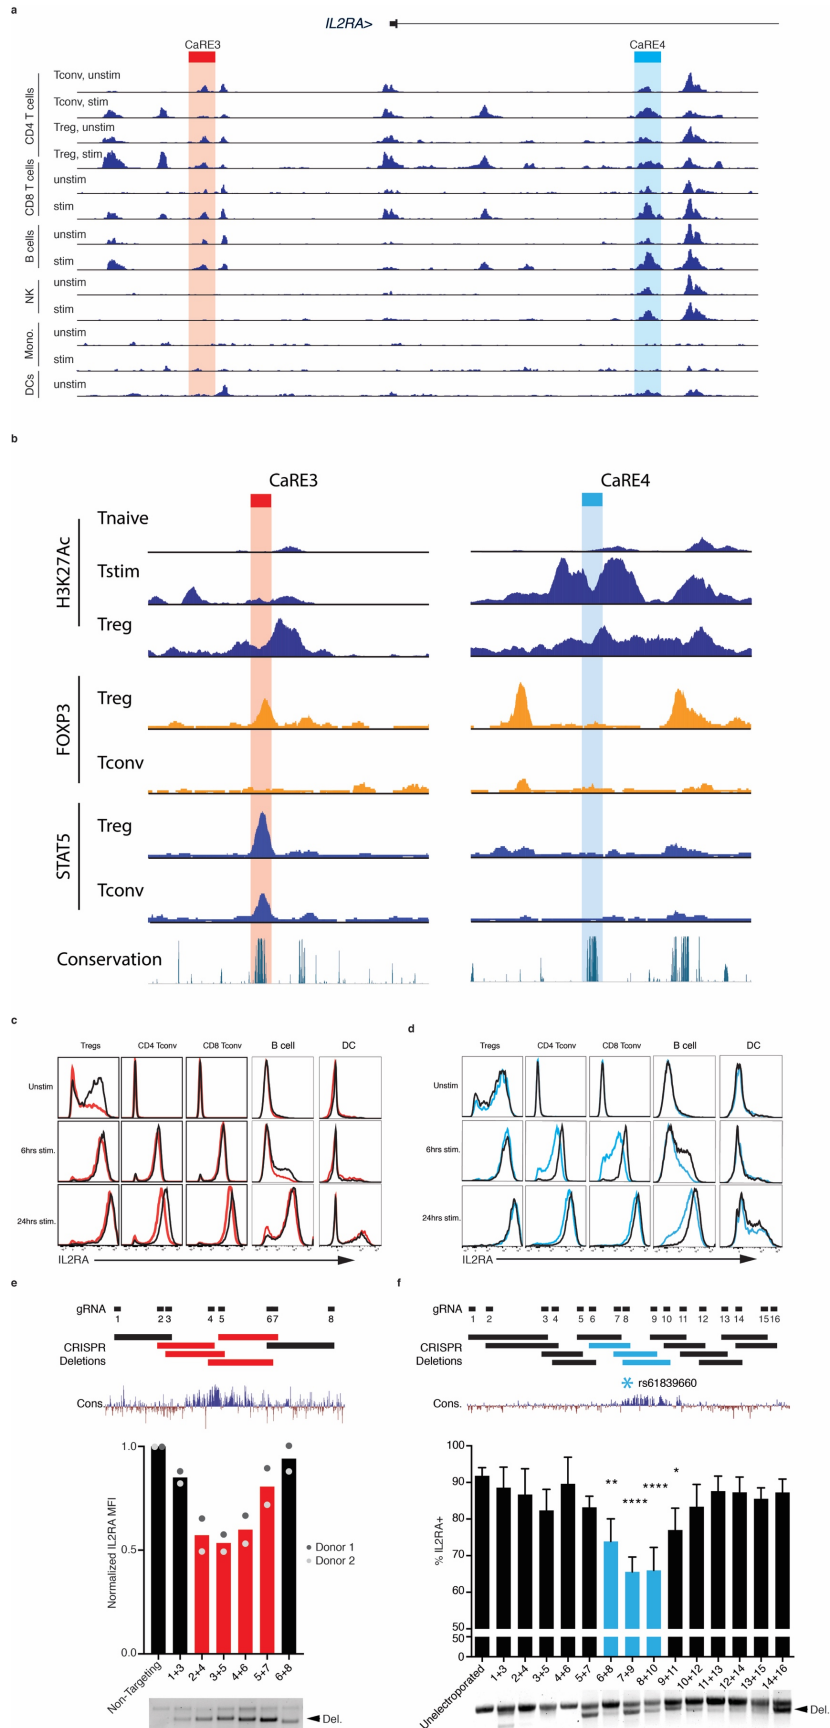 a
IL2RA>
CaRE3 CaRE4
CD4 T cells
Tconv, unstim
Tconv, stim
Treg, unstim
Treg, stim
CD8 T cells
unstim
stim
B cells
unstim
stim
NK
unstim
stim
Mono.
unstim
stim
DCs
unstim
b
CaRE3 CaRE4
H3K27Ac
Tnaive
Tstim
Treg
FOXP3
Treg
Tconv
STAT5
Treg
Tconv
Conservation
c
Tregs CD4 Tconv CD8 Tconv B cell DC
Unstim
6hrs stim.
24hrs stim.
IL2RA
d
Tregs CD4 Tconv CD8 Tconv B cell DC
Unstim
6hrs stim.
24hrs stim.
IL2RA
e
gRNA
1 2 3 4 5 6 7 8
CRISPR
Deletions
Cons.
Normalized IL2RA MFI
1.0
0.5
0.0
Donor 1
Donor 2
Non-Targeting 1+3 2+4 3+5 4+6 5+7 6+8
Del.
f
gRNA
1 2 3 4 5 6 7 8 9 10 11 12 13 14 15 16
CRISPR
Deletions
* rs61839660
Cons.
% IL2RA+
100
90
80
70
60
50
50
0
** **** **** *
Unelectroporated 1+3 2+4 3+5 4+6 5+7 6+8 7+9 8+10 9+11 10+12 11+13 12+14 13+15 14+16
Del.